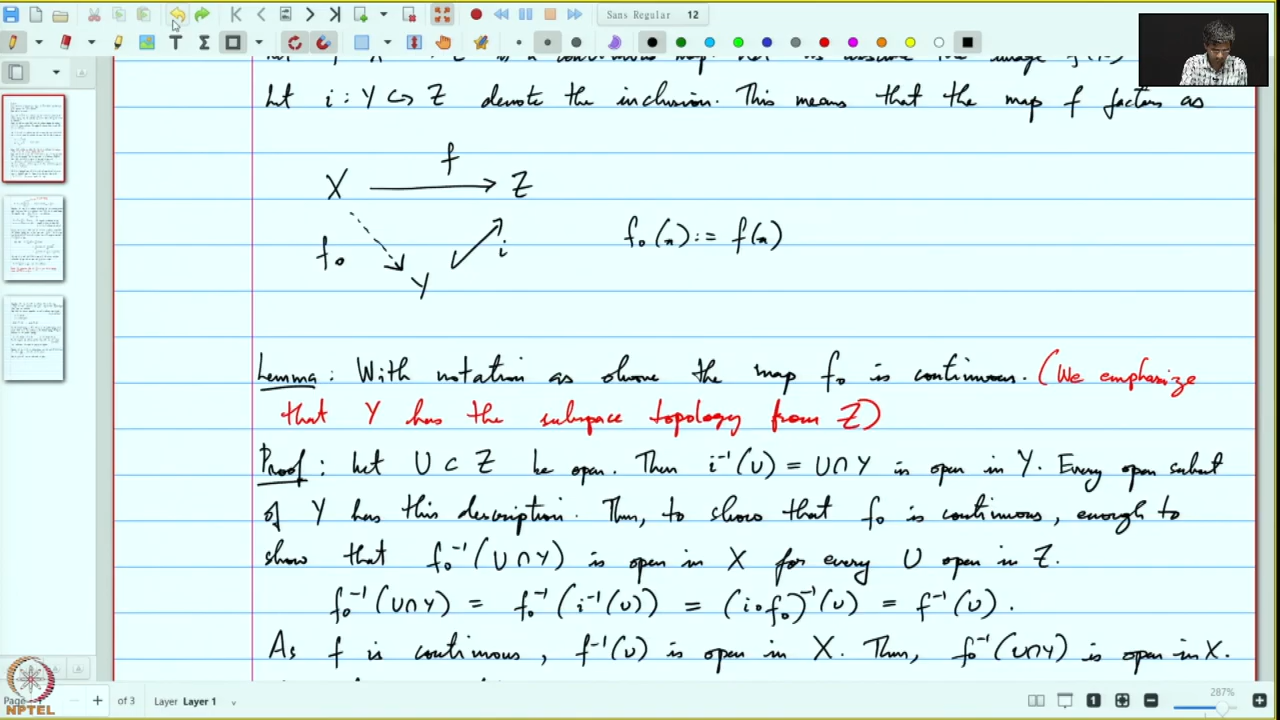 Sans Regular 12
Let i : Y ↪ Z denote the inclusion. This means that the map f factors as
f
X Z
f₀(x) := f(x)
f₀ i
Y
Lemma : With notation as above the map f₀ is continuous. (We emphasize
that Y has the subspace topology from Z)
Proof : Let U ⊂ Z be open. Then i⁻¹(U) = U∩Y is open in Y. Every open subset
of Y has this description. Thus, to show that f₀ is continuous, enough to
show that f₀⁻¹(U∩Y) is open in X for every U open in Z.
f₀⁻¹(U∩Y) = f₀⁻¹(i⁻¹(U)) = (i∘f₀)⁻¹(U) = f⁻¹(U).
As f is continuous, f⁻¹(U) is open in X. Thus, f₀⁻¹(U∩Y) is open in X.
Page
of 3 Layer Layer 1
287%
NPTEL